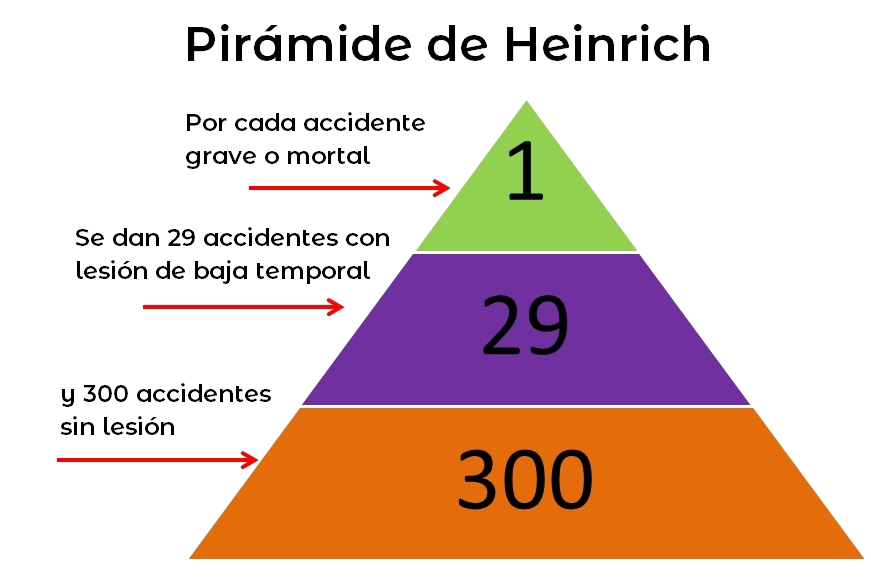 Pirámide de Heinrich
Por cada accidente
grave o mortal
1
Se dan 29 accidentes con
lesión de baja temporal
29
y 300 accidentes
sin lesión
300